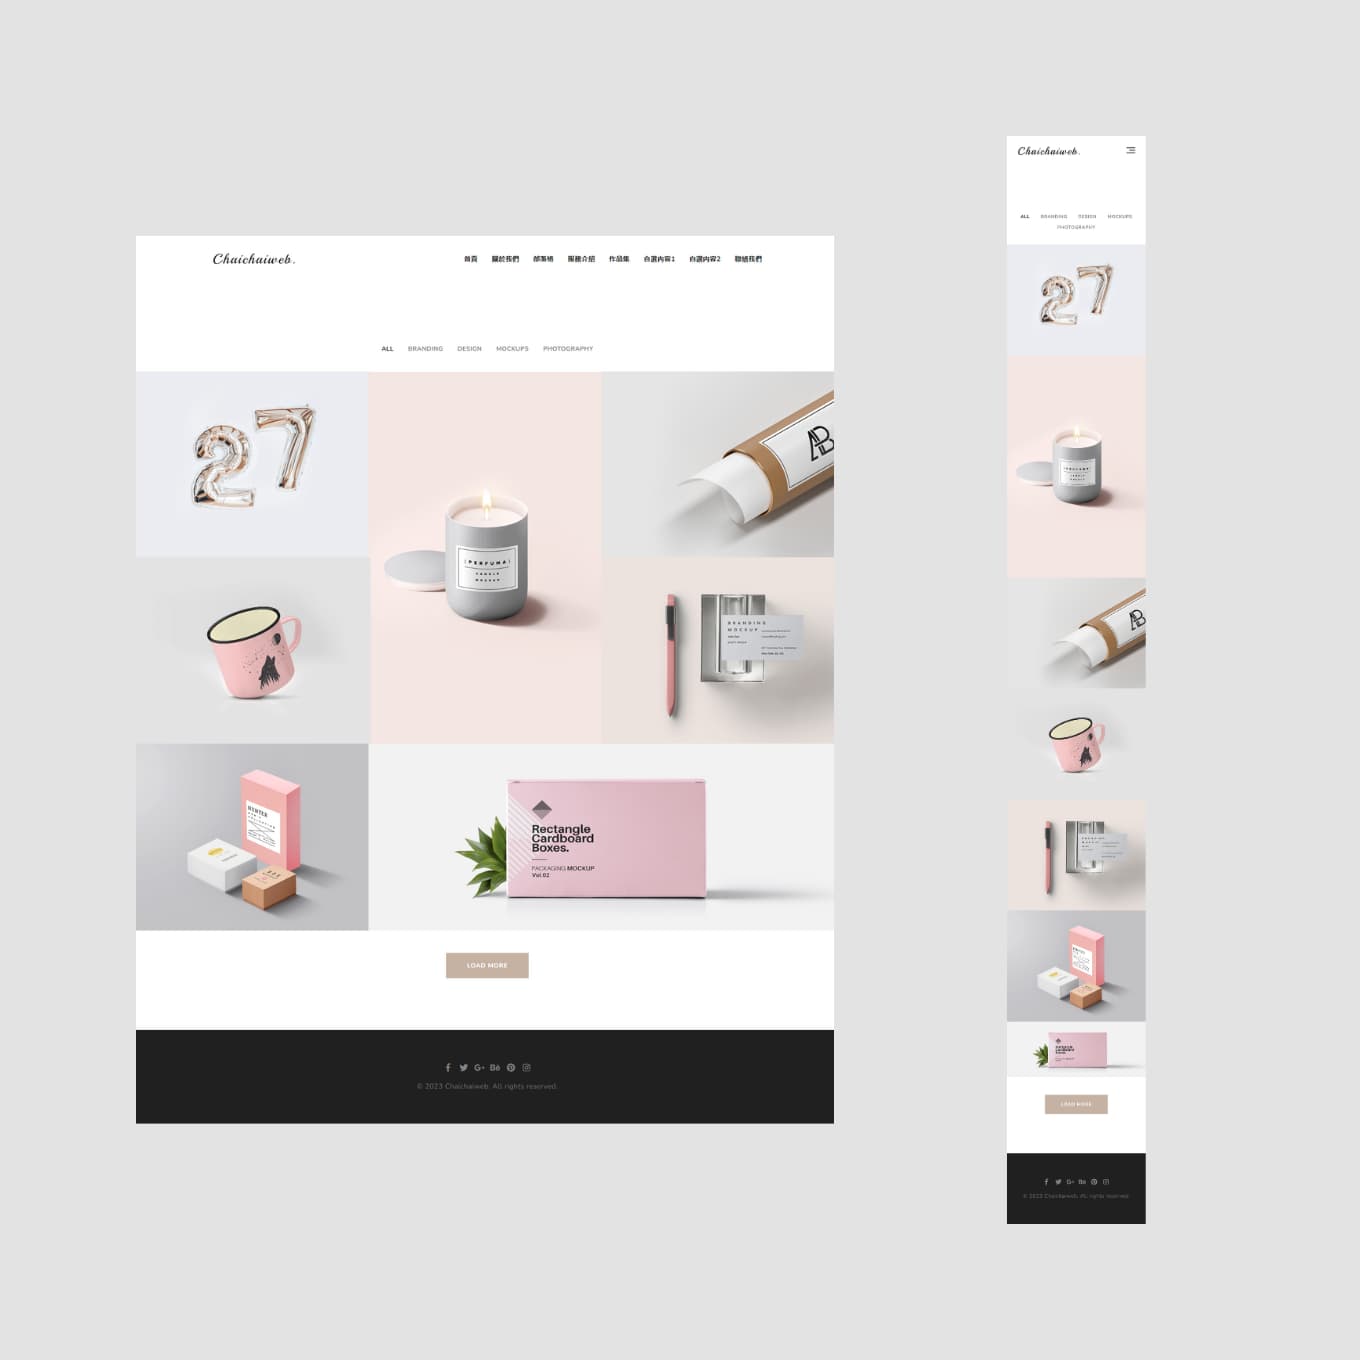 Chaichaiweb.
首頁 關於我們 部落格 服務介紹 作品集 自選內容1 自選內容2 聯絡我們
ALL BRANDING DESIGN MOCKUPS PHOTOGRAPHY
27
AB
PERFUMA
CANDLE
MOCKUP
BRANDING
MOCKUP
Rectangle
Cardboard
Boxes.
PACKAGING MOCKUP
Vol.02
LOAD MORE
© 2023 Chaichaiweb. All rights reserved.
Chaichaiweb.
ALL BRANDING DESIGN MOCKUPS
PHOTOGRAPHY
27
AB
LOAD MORE
© 2023 Chaichaiweb. All rights reserved.